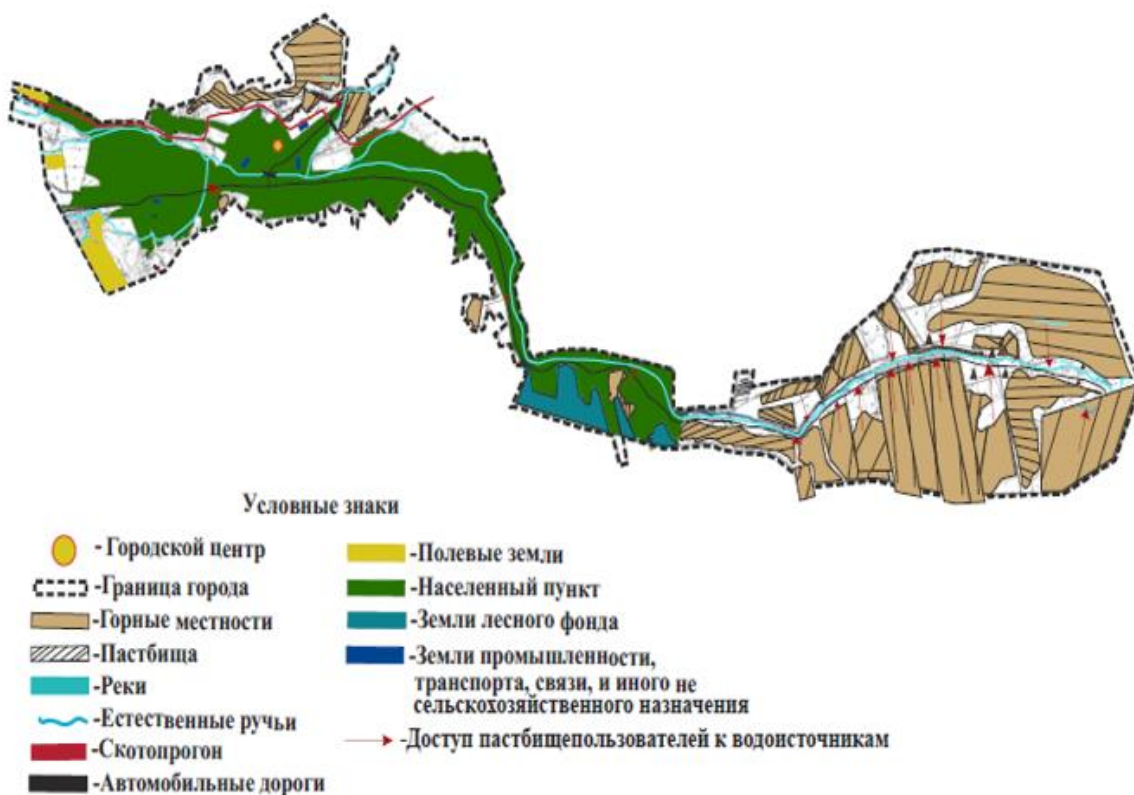 Условные знаки
- Городской центр
-Граница города
-Горные местности
-Пастбища
-Реки
-Естественные ручьи
-Скотопрогон
-Автомобильные дороги
-Полевые земли
-Населенный пункт
-Земли лесного фонда
-Земли промышленности,
транспорта, связи, и иного не
сельскохозяйственного назначения
-Доступ пастбищепользователей к водоисточникам